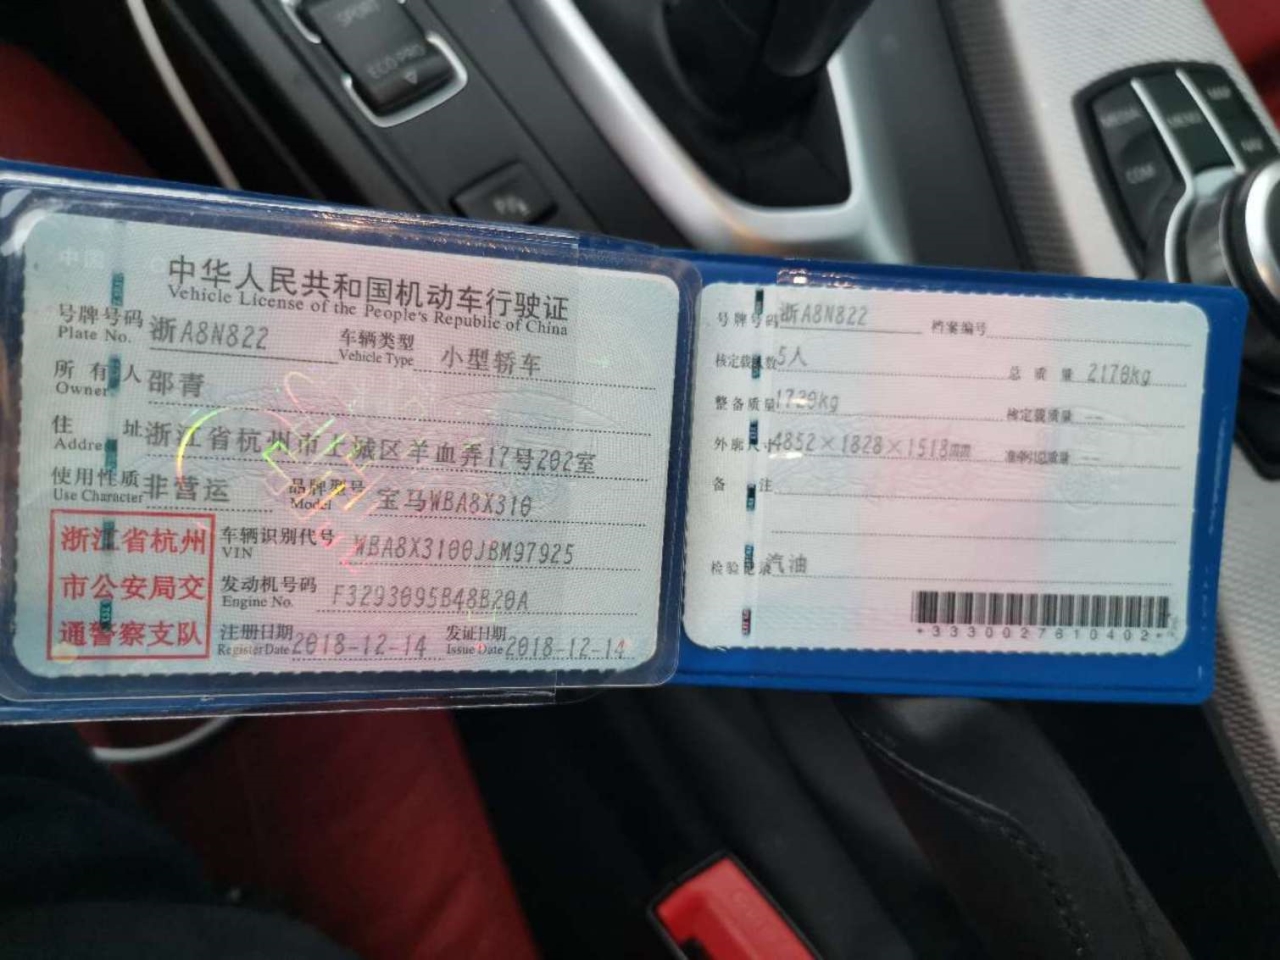 SPORT
ECO PRO
MEDIA
MENU
MAP
NAV
COM
中华人民共和国机动车行驶证
Vehicle License of the People's Republic of China
号牌号码 浙A8N822 车辆类型 小型轿车
Plate No. Vehicle Type
所有人 邵青
Owner
住址 浙江省杭州市上城区羊血弄17号202室
Address
使用性质 非营运 品牌型号 宝马WBA8X310
Use Character Model
浙江省杭州
市公安局交
通警察支队
车辆识别代号 WBA8X3100JBM97925
VIN
发动机号码 F3293095B48B20A
Engine No.
注册日期 2018-12-14 发证日期 2018-12-14
Register Date Issue Date
号牌号码 浙A8N822 档案编号
核定载人数 5人 总质量 2170kg
整备质量 1720kg 核定载质量 --
外廓尺寸 4852×1828×1518mm 准牵引总质量 --
备注
检验记录 汽油
*3330027610402*